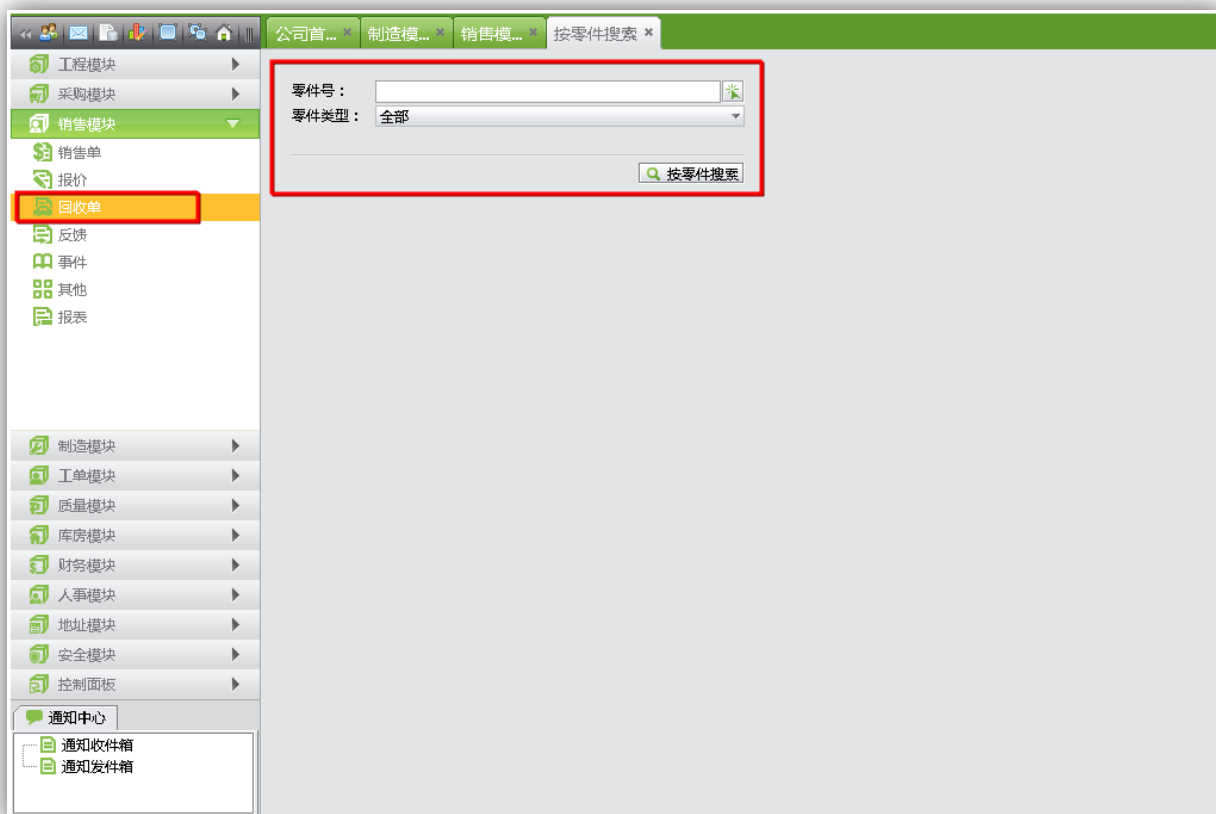 公司首... 制造模... 销售模... 按零件搜索
工程模块
采购模块
销售模块
销售单
报价
回收单
反馈
事件
其他
报表
制造模块
工单模块
质量模块
库房模块
财务模块
人事模块
地址模块
安全模块
控制面板
通知中心
通知收件箱
通知发件箱
零件号：
零件类型： 全部
按零件搜索